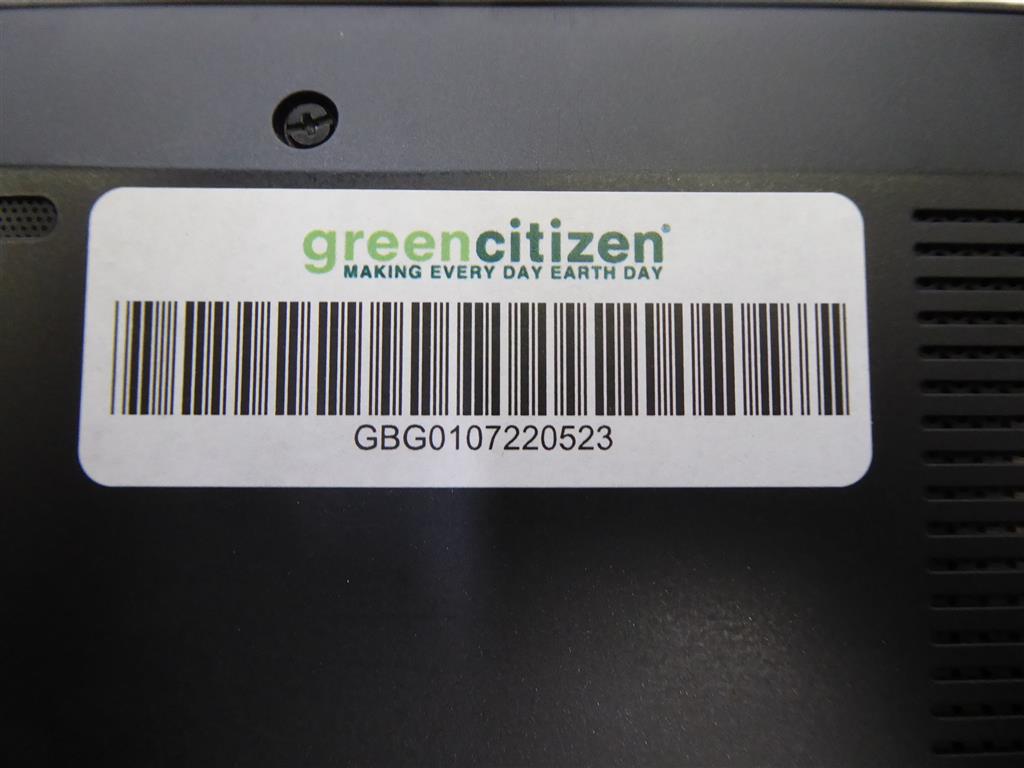 greencitizen®
MAKING EVERY DAY EARTH DAY
GBG0107220523